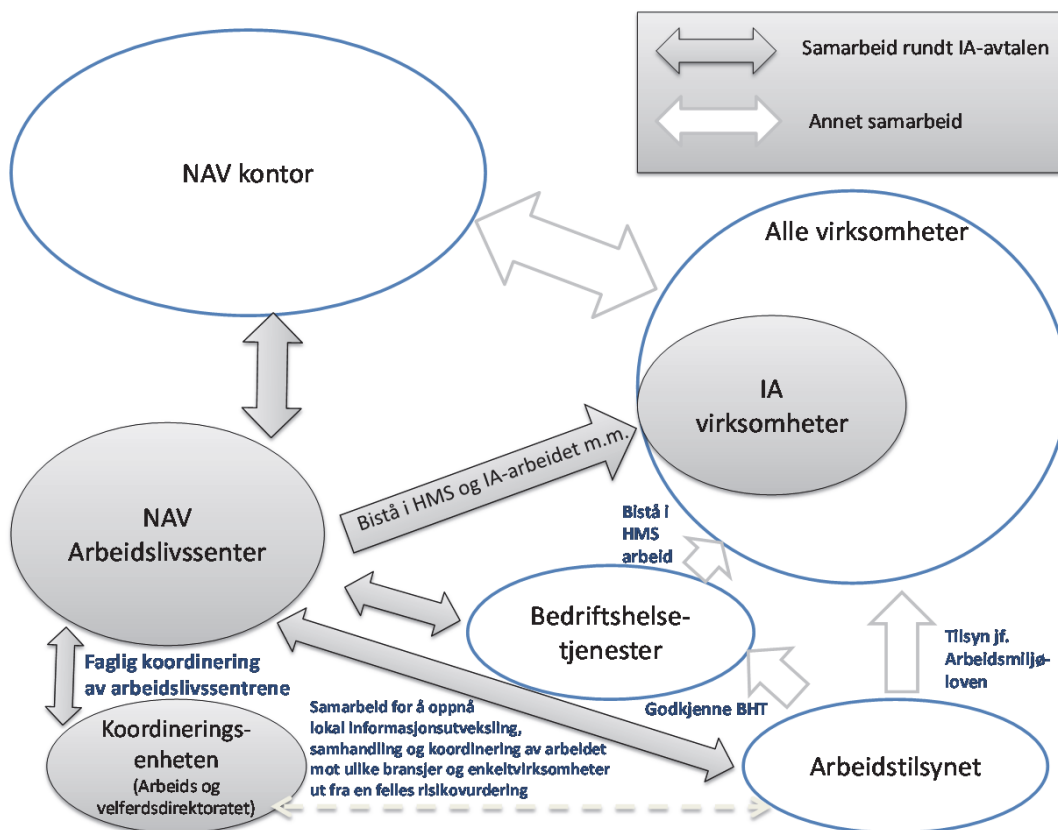 Samarbeid rundt IA-avtalen
Annet samarbeid
NAV kontor
Alle virksomheter
IA
virksomheter
Bistå i HMS og IA-arbeidet m.m.
NAV
Arbeidslivssenter
Bistå i
HMS
arbeid
Bedriftshelse-
tjenester
Tilsyn jf.
Arbeidsmiljø-
loven
Faglig koordinering
av arbeidslivssentrene
Godkjenne BHT
Samarbeid for å oppnå
lokal informasjonsutveksling,
samhandling og koordinering av arbeidet
mot ulike bransjer og enkeltvirksomheter
ut fra en felles risikovurdering
Koordinerings-
enheten
(Arbeids og
velferdsdirektoratet)
Arbeidstilsynet